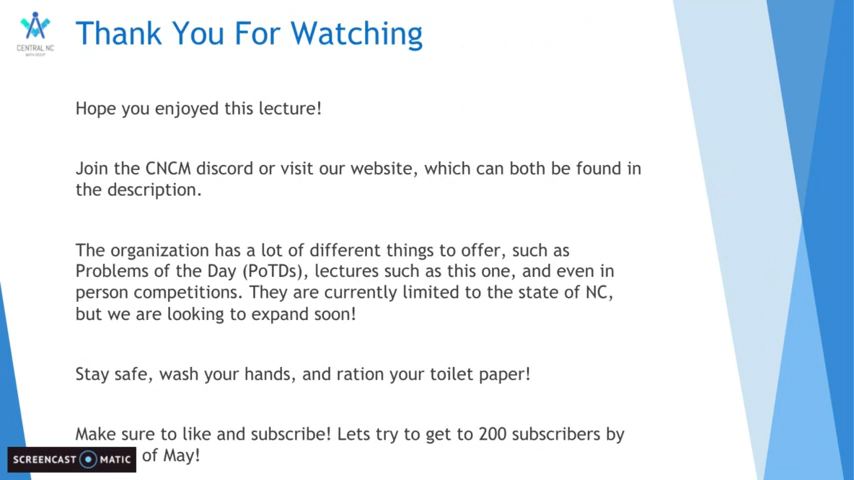 Thank You For Watching
CENTRAL NC
Hope you enjoyed this lecture!
Join the CNCM discord or visit our website, which can both be found in
the description.
The organization has a lot of different things to offer, such as
Problems of the Day (PoTDs), lectures such as this one, and even in
person competitions. They are currently limited to the state of NC,
but we are looking to expand soon!
Stay safe, wash your hands, and ration your toilet paper!
Make sure to like and subscribe! Lets try to get to 200 subscribers by
of May!
SCREENCAST MATIC